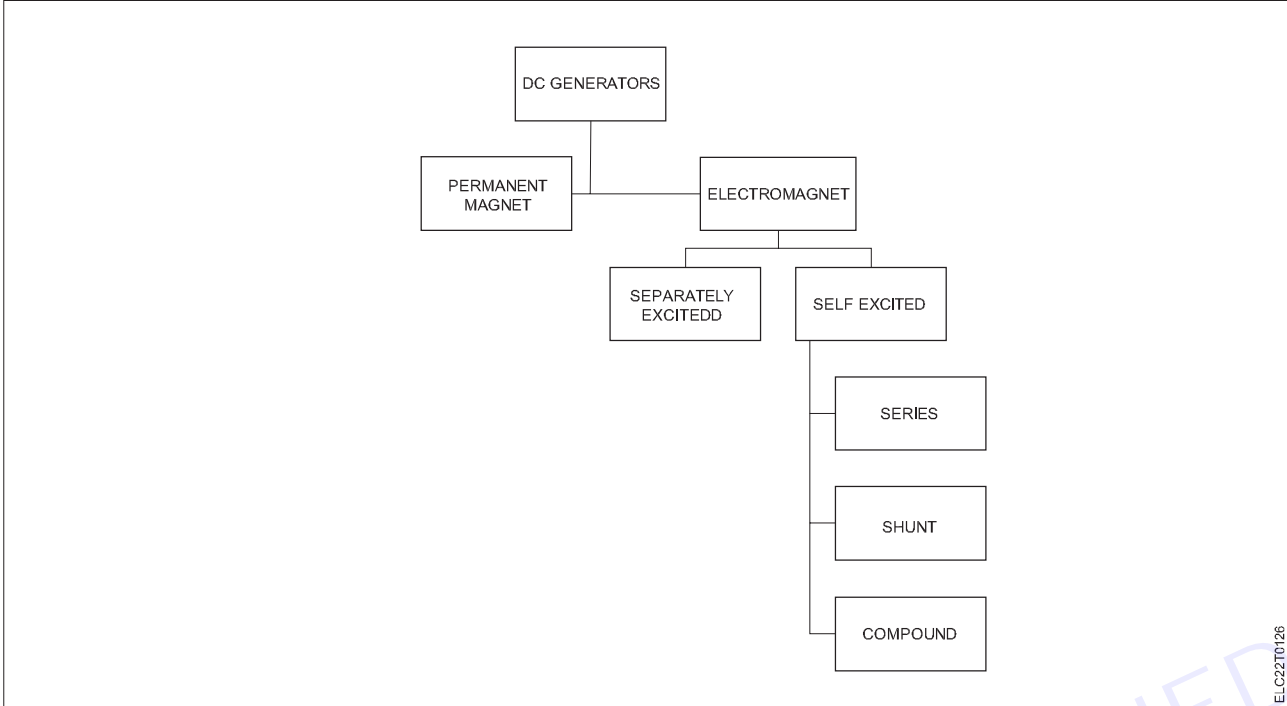 DC GENERATORS
PERMANENT
MAGNET
ELECTROMAGNET
SEPARATELY
EXCITEDD
SELF EXCITED
SERIES
SHUNT
COMPOUND
ELC22T0126